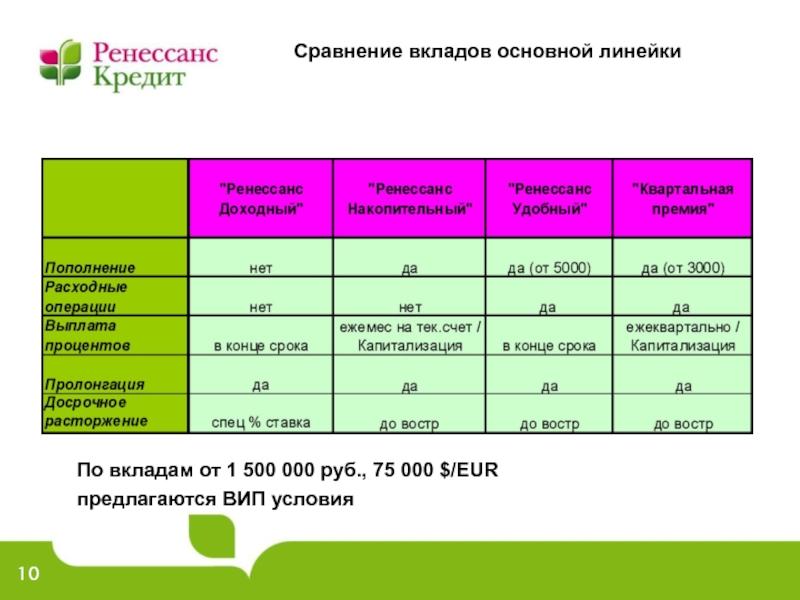 Ренессанс
Кредит
Сравнение вкладов основной линейки
"Ренессанс
Доходный"
"Ренессанс
Накопительный"
"Ренессанс
Удобный"
"Квартальная
премия"
Пополнение нет да да (от 5000) да (от 3000)
Расходные
операции нет нет да да
Выплата
процентов в конце срока ежемес на тек.счет /
Капитализация в конце срока ежеквартально /
Капитализация
Пролонгация да да да да
Досрочное
расторжение спец % ставка до востр до востр до востр
По вкладам от 1 500 000 руб., 75 000 $/EUR
предлагаются ВИП условия
10